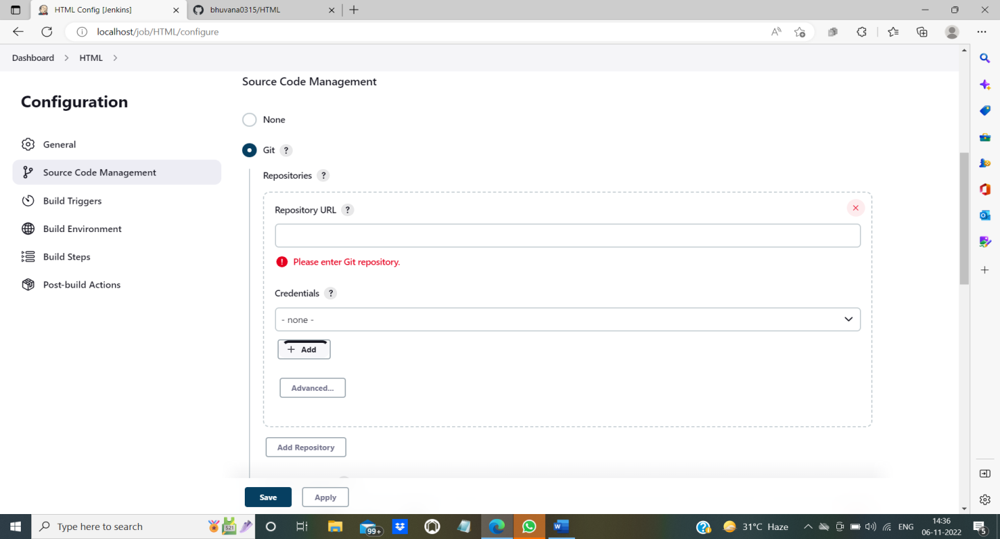 HTML Config [Jenkins]
bhuvana0315/HTML
localhost/job/HTML/configure
Dashboard
HTML
Configuration
General
Source Code Management
Build Triggers
Build Environment
Build Steps
Post-build Actions
Source Code Management
None
Git ?
Repositories ?
Repository URL ?
Please enter Git repository.
Credentials ?
- none -
+ Add
Advanced...
Add Repository
Save
Apply
Type here to search
521
99+
31°C Haze
ENG
14:36
06-11-2022
5